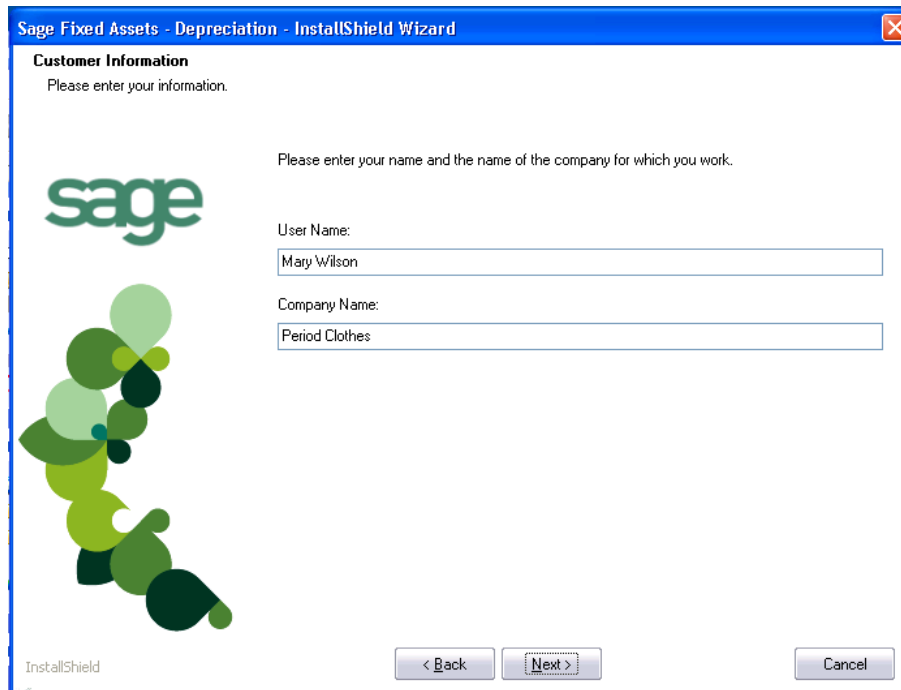 Sage Fixed Assets - Depreciation - InstallShield Wizard
Customer Information
Please enter your information.
Please enter your name and the name of the company for which you work.
sage
User Name:
Mary Wilson
Company Name:
Period Clothes
InstallShield
< Back
Next >
Cancel